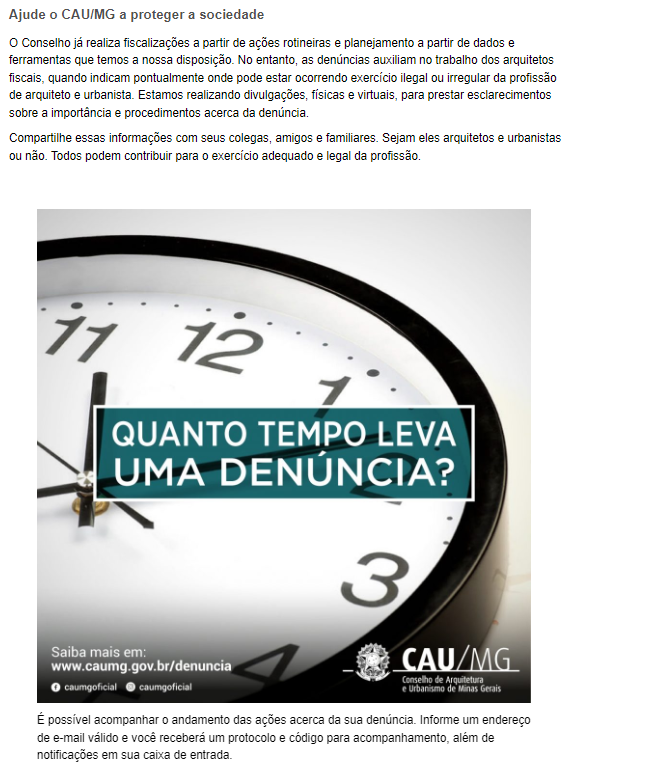 Ajude o CAU/MG a proteger a sociedade
O Conselho já realiza fiscalizações a partir de ações rotineiras e planejamento a partir de dados e
ferramentas que temos a nossa disposição. No entanto, as denúncias auxiliam no trabalho dos arquitetos
fiscais, quando indicam pontualmente onde pode estar ocorrendo exercício ilegal ou irregular da profissão
de arquiteto e urbanista. Estamos realizando divulgações, físicas e virtuais, para prestar esclarecimentos
sobre a importância e procedimentos acerca da denúncia.
Compartilhe essas informações com seus colegas, amigos e familiares. Sejam eles arquitetos e urbanistas
ou não. Todos podem contribuir para o exercício adequado e legal da profissão.
11
12
1
QUANTO TEMPO LEVA
UMA DENÚNCIA?
2
3
4
Saiba mais em:
www.caumg.gov.br/denuncia
caumgoficial caumgoficial
CAU/MG
Conselho de Arquitetura
e Urbanismo de Minas Gerais
É possível acompanhar o andamento das ações acerca da sua denúncia. Informe um endereço
de e-mail válido e você receberá um protocolo e código para acompanhamento, além de
notificações em sua caixa de entrada.